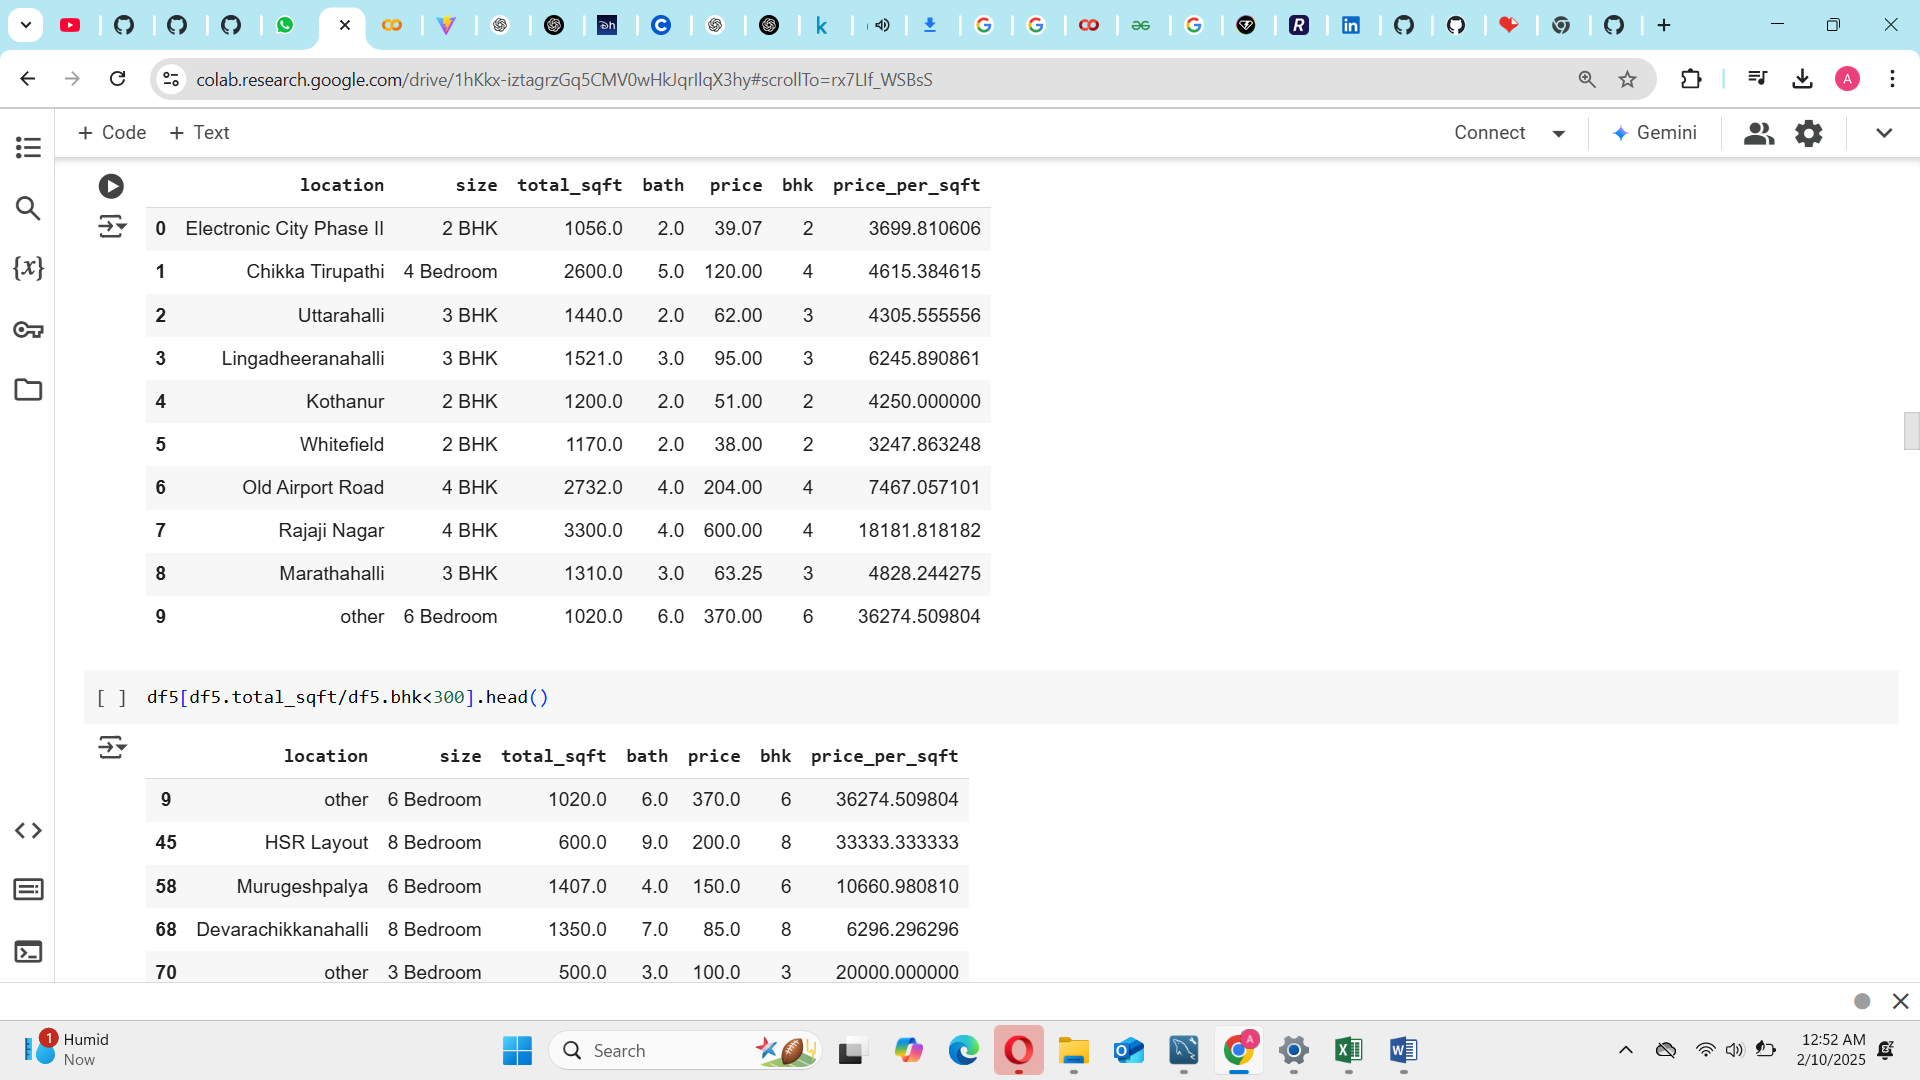 colab.research.google.com/drive/1hKkx-iztagrzGq5CMV0wHkJqrIlqX3hy#scrollTo=rx7LIf_WSBsS
A
+ Code + Text
Connect
Gemini
location size total_sqft bath price bhk price_per_sqft
0 Electronic City Phase II 2 BHK 1056.0 2.0 39.07 2 3699.810606
1 Chikka Tirupathi 4 Bedroom 2600.0 5.0 120.00 4 4615.384615
2 Uttarahalli 3 BHK 1440.0 2.0 62.00 3 4305.555556
3 Lingadheeranahalli 3 BHK 1521.0 3.0 95.00 3 6245.890861
4 Kothanur 2 BHK 1200.0 2.0 51.00 2 4250.000000
5 Whitefield 2 BHK 1170.0 2.0 38.00 2 3247.863248
6 Old Airport Road 4 BHK 2732.0 4.0 204.00 4 7467.057101
7 Rajaji Nagar 4 BHK 3300.0 4.0 600.00 4 18181.818182
8 Marathahalli 3 BHK 1310.0 3.0 63.25 3 4828.244275
9 other 6 Bedroom 1020.0 6.0 370.00 6 36274.509804
[ ] df5[df5.total_sqft/df5.bhk<300].head()
location size total_sqft bath price bhk price_per_sqft
9 other 6 Bedroom 1020.0 6.0 370.0 6 36274.509804
45 HSR Layout 8 Bedroom 600.0 9.0 200.0 8 33333.333333
58 Murugeshpalya 6 Bedroom 1407.0 4.0 150.0 6 10660.980810
68 Devarachikkanahalli 8 Bedroom 1350.0 7.0 85.0 8 6296.296296
70 other 3 Bedroom 500.0 3.0 100.0 3 20000.000000
1
Humid
Now
Search
12:52 AM
2/10/2025